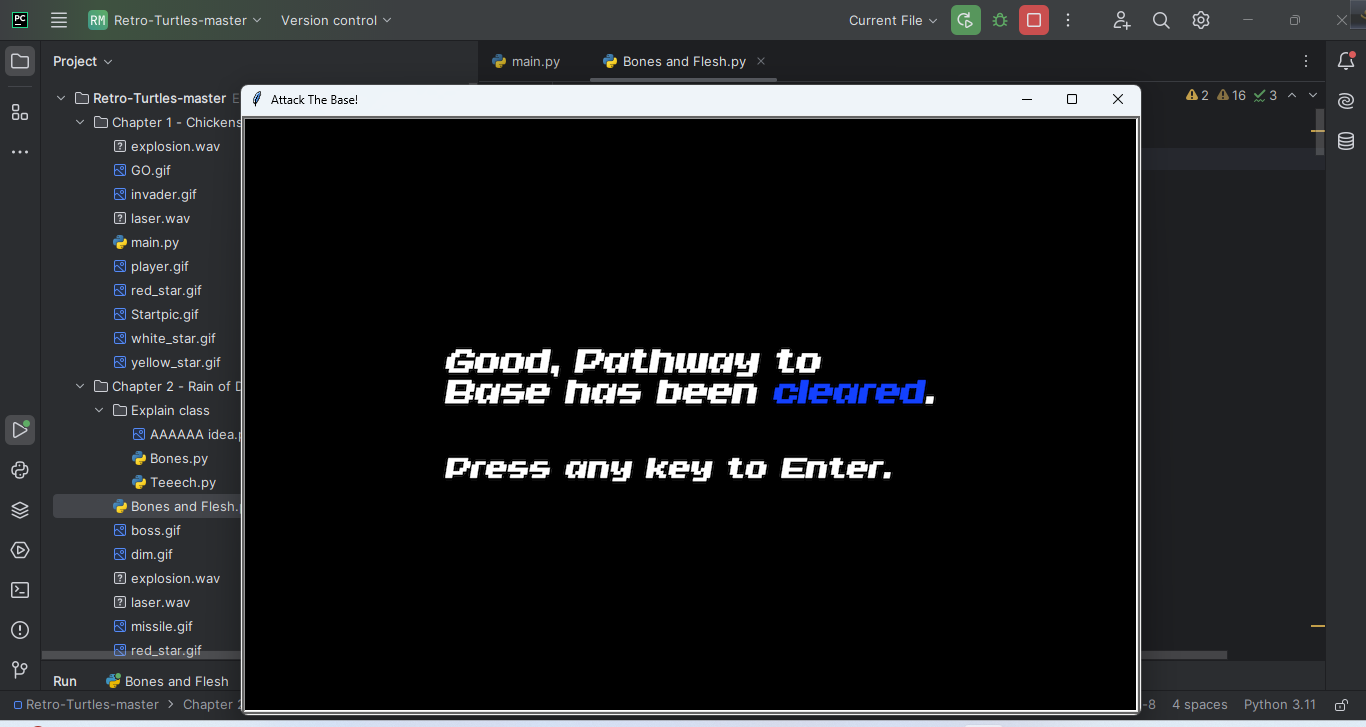 PC
RM Retro-Turtles-master
Version control
Current File
Project
main.py
Bones and Flesh.py
Retro-Turtles-master
Attack The Base!
2 16 3
Chapter 1 - Chickens
explosion.wav
GO.gif
invader.gif
laser.wav
main.py
player.gif
red_star.gif
Startpic.gif
white_star.gif
yellow_star.gif
Chapter 2 - Rain of
Explain class
AAAAAA idea.
Bones.py
Teeech.py
Bones and Flesh.
boss.gif
dim.gif
explosion.wav
laser.wav
missile.gif
red_star.gif
Good, Pathway to
Base has been cleared.
Press any key to Enter.
Run
Bones and Flesh
Retro-Turtles-master > Chapter
-8
4 spaces
Python 3.11